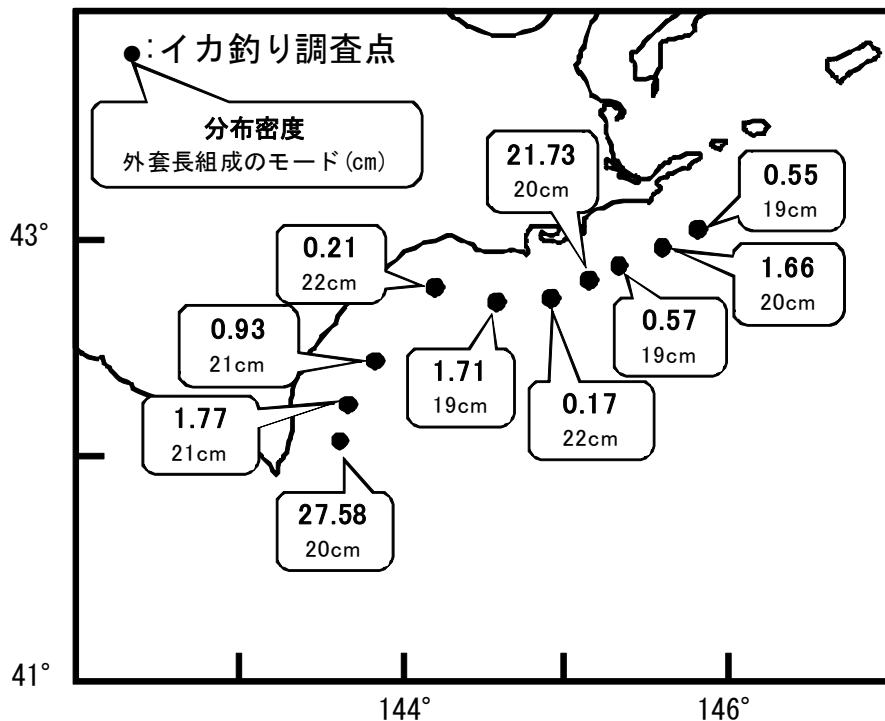 ●:イカ釣り調査点
分布密度
外套長組成のモード(cm)
21.73
20cm
0.55
19cm
43°
0.21
22cm
1.66
20cm
0.93
21cm
0.57
19cm
1.71
19cm
0.17
22cm
1.77
21cm
27.58
20cm
41°
144°
146°